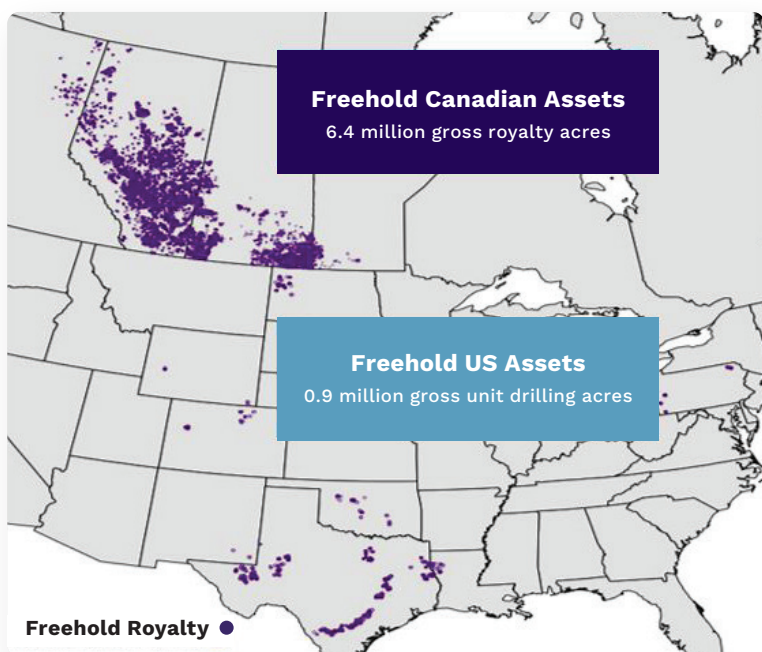 Freehold Canadian Assets
6.4 million gross royalty acres
Freehold US Assets
0.9 million gross unit drilling acres
Freehold Royalty